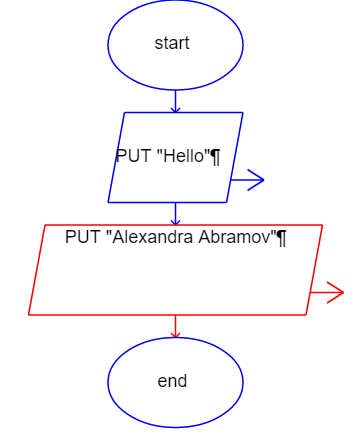 start
PUT "Hello"¶
PUT "Alexandra Abramov"¶
end